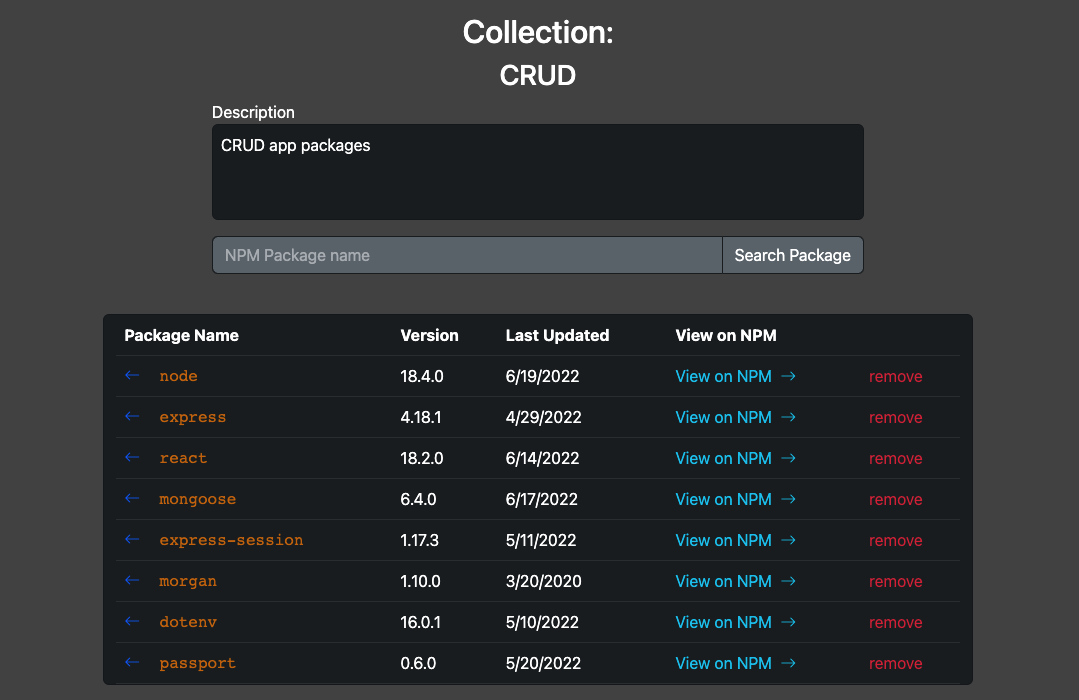 Collection:
CRUD
Description
CRUD app packages
NPM Package name Search Package
Package Name Version Last Updated View on NPM
← node 18.4.0 6/19/2022 View on NPM → remove
← express 4.18.1 4/29/2022 View on NPM → remove
← react 18.2.0 6/14/2022 View on NPM → remove
← mongoose 6.4.0 6/17/2022 View on NPM → remove
← express-session 1.17.3 5/11/2022 View on NPM → remove
← morgan 1.10.0 3/20/2020 View on NPM → remove
← dotenv 16.0.1 5/10/2022 View on NPM → remove
← passport 0.6.0 5/20/2022 View on NPM → remove